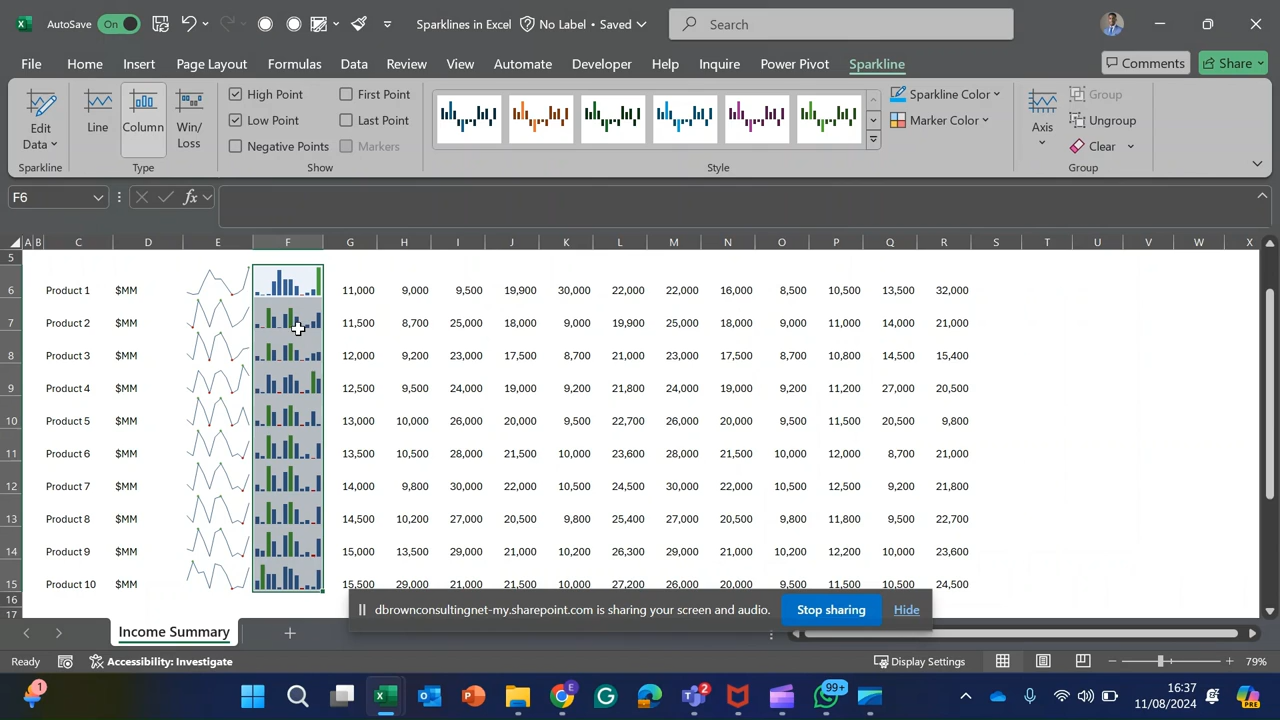 AutoSave On Sparklines in Excel No Label • Saved Search
File Home Insert Page Layout Formulas Data Review View Automate Developer Help Inquire Power Pivot Sparkline Comments Share
Edit Data
Line
Column
Win/Loss
High Point
First Point
Low Point
Last Point
Negative Points
Markers
Sparkline Color
Marker Color
Axis
Group
Ungroup
Clear
Sparkline Type Show Style Group
F6 fx
A B C D E F G H I J K L M N O P Q R S T U V W X
5
6 Product 1 $MM 11,000 9,000 9,500 19,900 30,000 22,000 22,000 16,000 8,500 10,500 13,500 32,000
7 Product 2 $MM 11,500 8,700 25,000 18,000 9,000 19,900 25,000 18,000 9,000 11,000 14,000 21,000
8 Product 3 $MM 12,000 9,200 23,000 17,500 8,700 21,000 23,000 17,500 8,700 10,800 14,500 15,400
9 Product 4 $MM 12,500 9,500 24,000 19,000 9,200 21,800 24,000 19,000 9,200 11,200 27,000 20,500
10 Product 5 $MM 13,000 10,000 26,000 20,000 9,500 22,700 26,000 20,000 9,500 11,500 20,500 9,800
11 Product 6 $MM 13,500 10,500 28,000 21,500 10,000 23,600 28,000 21,500 10,000 12,000 8,700 21,000
12 Product 7 $MM 14,000 9,800 30,000 22,000 10,500 24,500 30,000 22,000 10,500 12,500 9,200 21,800
13 Product 8 $MM 14,500 10,200 27,000 20,500 9,800 25,400 27,000 20,500 9,800 11,800 9,500 22,700
14 Product 9 $MM 15,000 13,500 29,000 21,000 10,200 26,300 29,000 21,000 10,200 12,200 10,000 23,600
15 Product 10 $MM 15,500 29,000 21,000 21,500 10,000 27,200 26,000 20,000 9,500 11,500 10,500 24,500
16
17
dbrownconsultingnet-my.sharepoint.com is sharing your screen and audio. Stop sharing Hide
Income Summary
Ready Accessibility: Investigate Display Settings 79%
1 2 99+ 16:37
11/08/2024
PRE